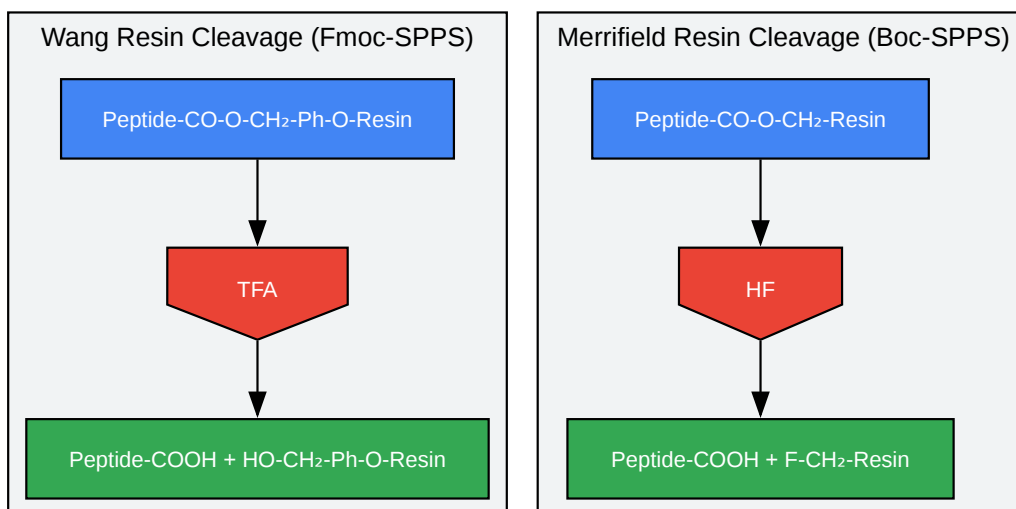 Wang Resin Cleavage (Fmoc-SPPS)
Peptide-CO-O-CH₂-Ph-O-Resin
TFA
Peptide-COOH + HO-CH₂-Ph-O-Resin
Merrifield Resin Cleavage (Boc-SPPS)
Peptide-CO-O-CH₂-Resin
HF
Peptide-COOH + F-CH₂-Resin